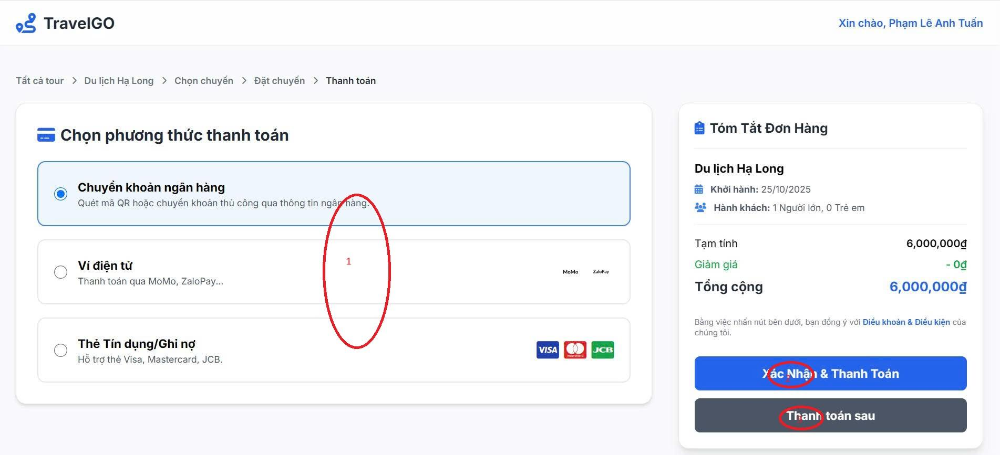 TravelGO
Xin chào, Phạm Lê Anh Tuấn
Tất cả tour > Du lịch Hạ Long > Chọn chuyến > Đặt chuyến > Thanh toán
Chọn phương thức thanh toán
Chuyển khoản ngân hàng
Quét mã QR hoặc chuyển khoản thủ công qua thông tin ngân hàng.
1
Ví điện tử
Thanh toán qua MoMo, ZaloPay...
MoMo ZaloPay
Thẻ Tín dụng/Ghi nợ
Hỗ trợ thẻ Visa, Mastercard, JCB.
VISA mastercard JCB
Tóm Tắt Đơn Hàng
Du lịch Hạ Long
Khởi hành: 25/10/2025
Hành khách: 1 Người lớn, 0 Trẻ em
Tạm tính 6,000,000₫
Giảm giá - 0₫
Tổng cộng 6,000,000₫
Bằng việc nhấn nút bên dưới, bạn đồng ý với Điều khoản & Điều kiện của
chúng tôi.
Xác Nhận & Thanh Toán
2
Thanh toán sau
3